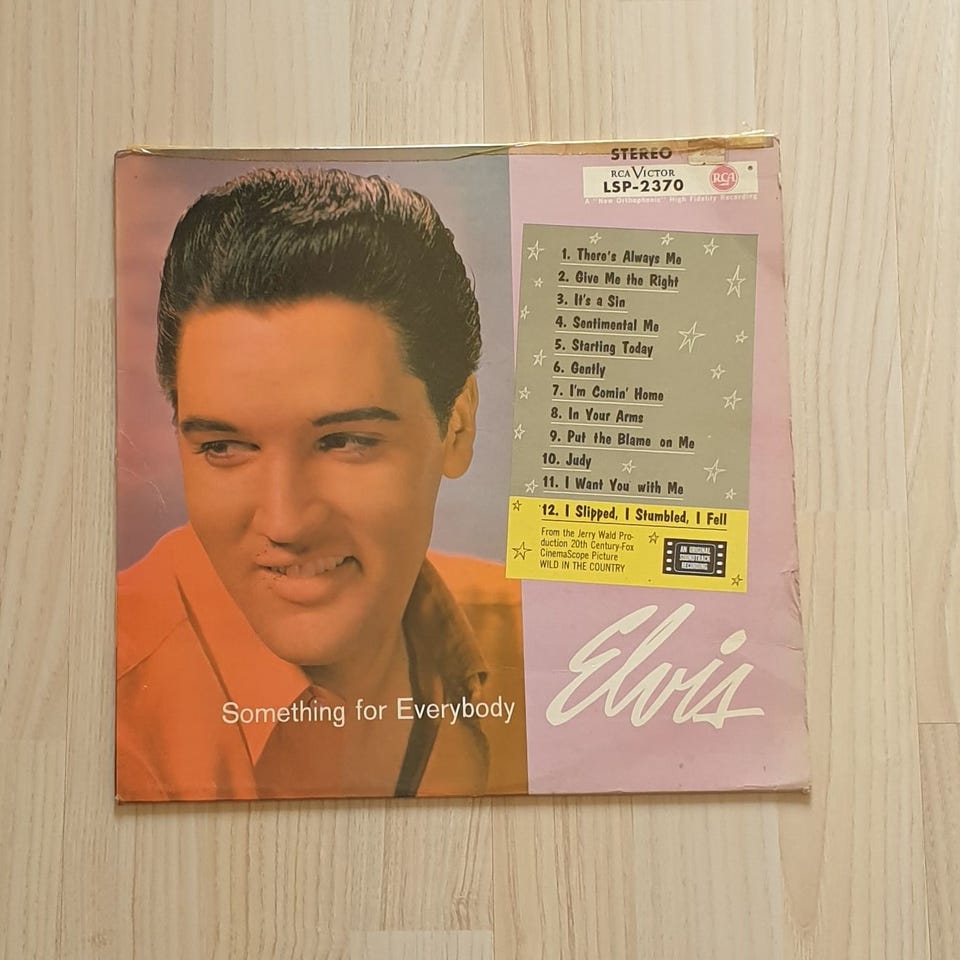 STEREO
RCA VICTOR
LSP-2370
RCA
A "New Orthophonic" High Fidelity Recording
1. There's Always Me
2. Give Me the Right
3. It's a Sin
4. Sentimental Me
5. Starting Today
6. Gently
7. I'm Comin' Home
8. In Your Arms
9. Put the Blame on Me
10. Judy
11. I Want You with Me
12. I Slipped, I Stumbled, I Fell
From the Jerry Wald Pro-
duction 20th Century-Fox
CinemaScope Picture
WILD IN THE COUNTRY
AN ORIGINAL
SOUNDTRACK
RECORDING
Elvis
Something for Everybody